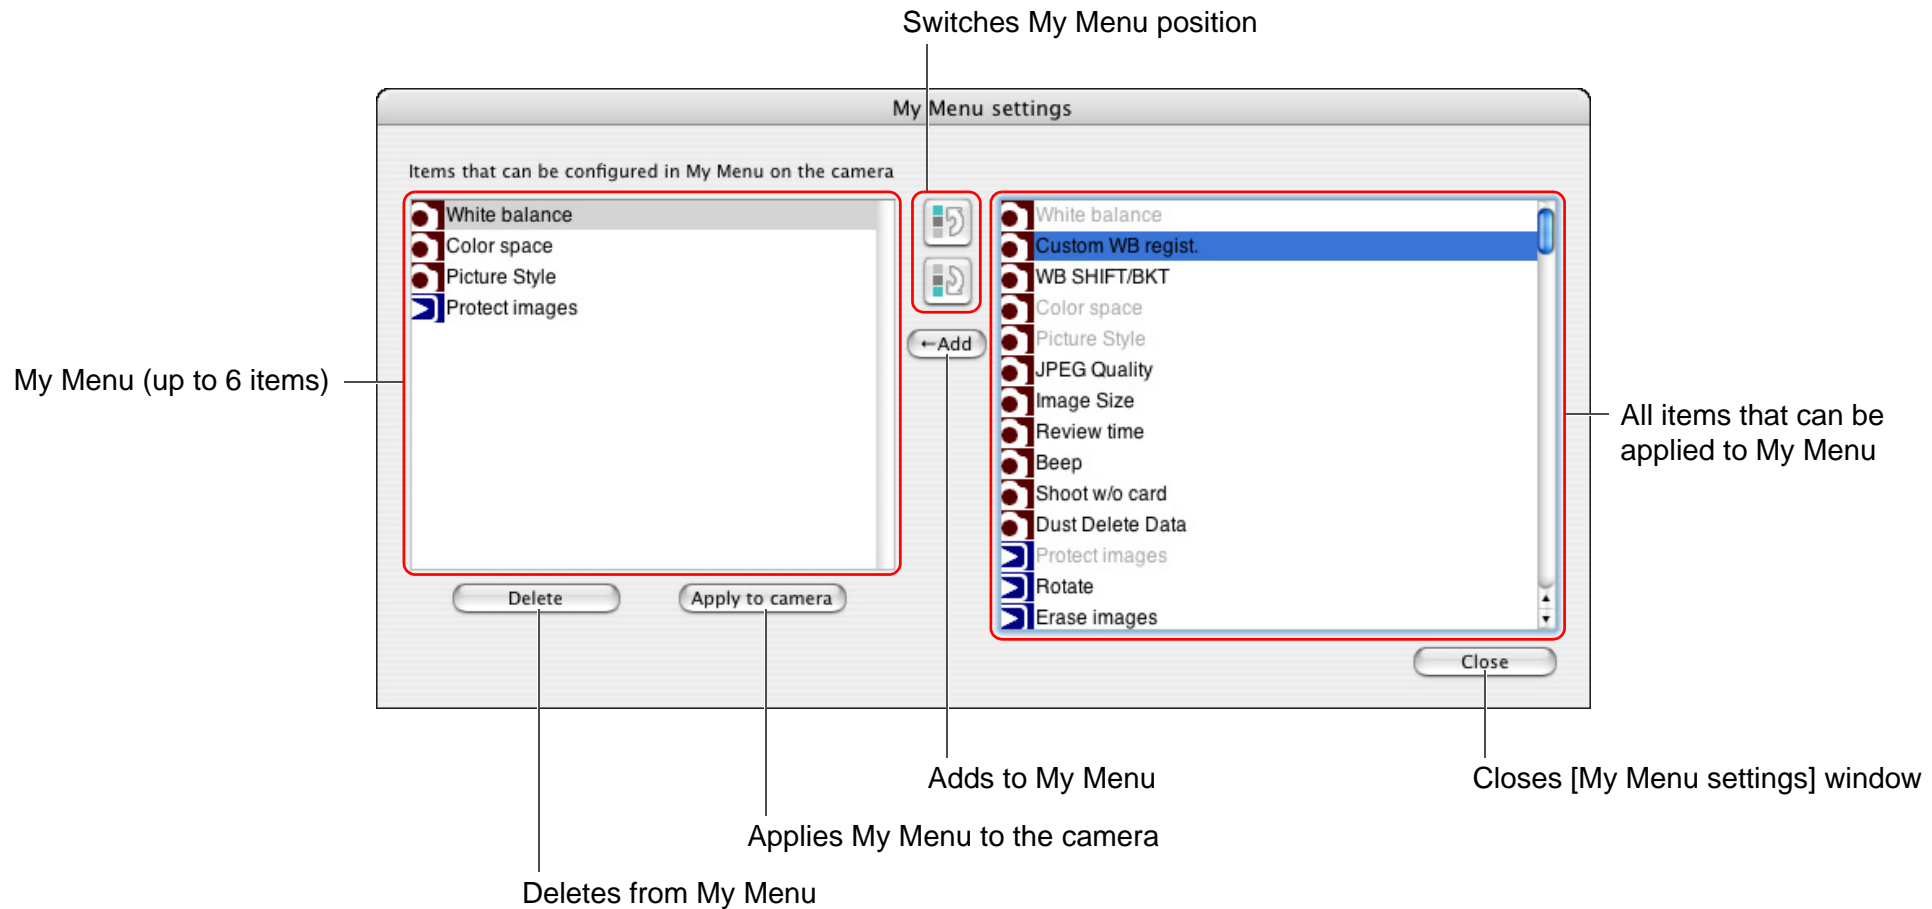 Switches My Menu position
My Menu settings
Items that can be configured in My Menu on the camera
White balance
Color space
Picture Style
Protect images
←Add
White balance
Custom WB regist.
WB SHIFT/BKT
Color space
Picture Style
JPEG Quality
Image Size
Review time
Beep
Shoot w/o card
Dust Delete Data
Protect images
Rotate
Erase images
My Menu (up to 6 items)
All items that can be
applied to My Menu
Delete
Apply to camera
Close
Adds to My Menu
Closes [My Menu settings] window
Applies My Menu to the camera
Deletes from My Menu